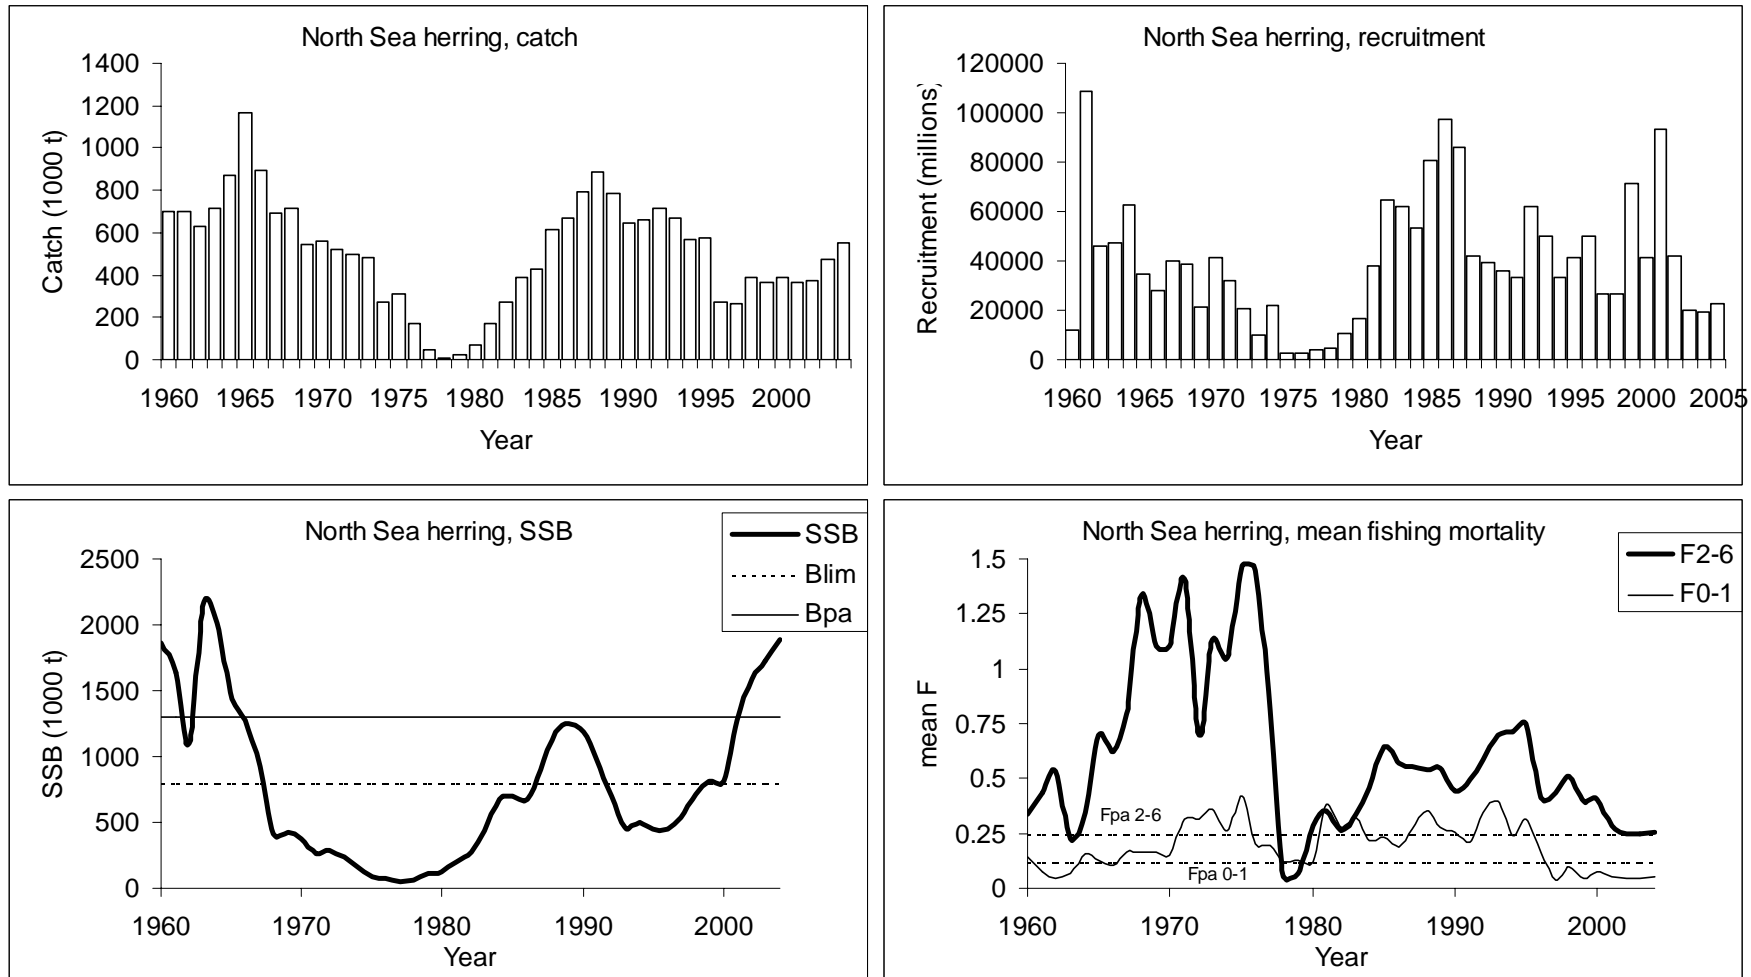 North Sea herring, catch
1400
1200
1000
800
600
400
200
0
Catch (1000 t)
1960 1965 1970 1975 1980 1985 1990 1995 2000
Year
North Sea herring, recruitment
120000
100000
80000
60000
40000
20000
0
Recruitment (millions)
1960 1965 1970 1975 1980 1985 1990 1995 2000 2005
Year
North Sea herring, SSB
SSB
Blim
Bpa
2500
2000
1500
1000
500
0
SSB (1000 t)
1960 1970 1980 1990 2000
Year
North Sea herring, mean fishing mortality
F2-6
F0-1
1.5
1.25
1
0.75
0.5
0.25
0
mean F
Fpa 2-6
Fpa 0-1
1960 1970 1980 1990 2000
Year